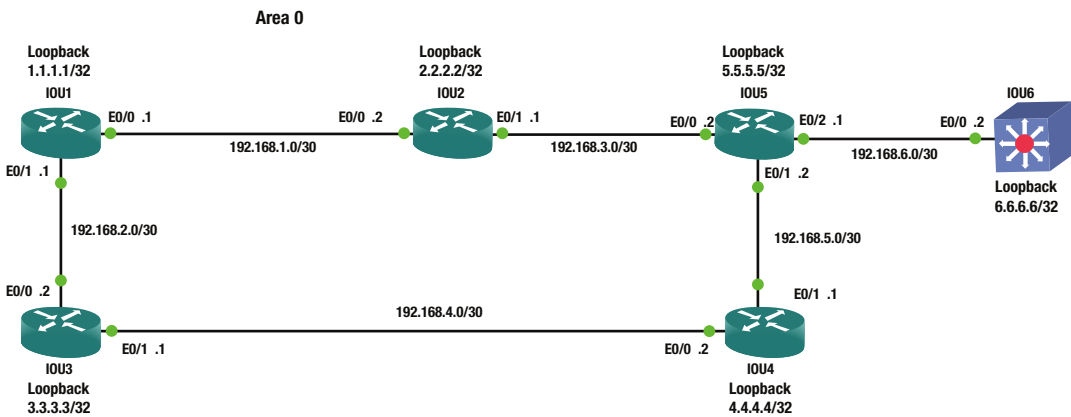 Area 0
Loopback
1.1.1.1/32
IOU1
Loopback
2.2.2.2/32
IOU2
Loopback
5.5.5.5/32
IOU5
IOU6
E0/0 .1
E0/0 .2
E0/1 .1
E0/0 .2
E0/2 .1
E0/0 .2
192.168.1.0/30
192.168.3.0/30
192.168.6.0/30
E0/1 .1
E0/1 .2
Loopback
6.6.6.6/32
192.168.2.0/30
192.168.5.0/30
E0/0 .2
E0/1 .1
192.168.4.0/30
E0/1 .1
E0/0 .2
IOU3
Loopback
3.3.3.3/32
IOU4
Loopback
4.4.4.4/32